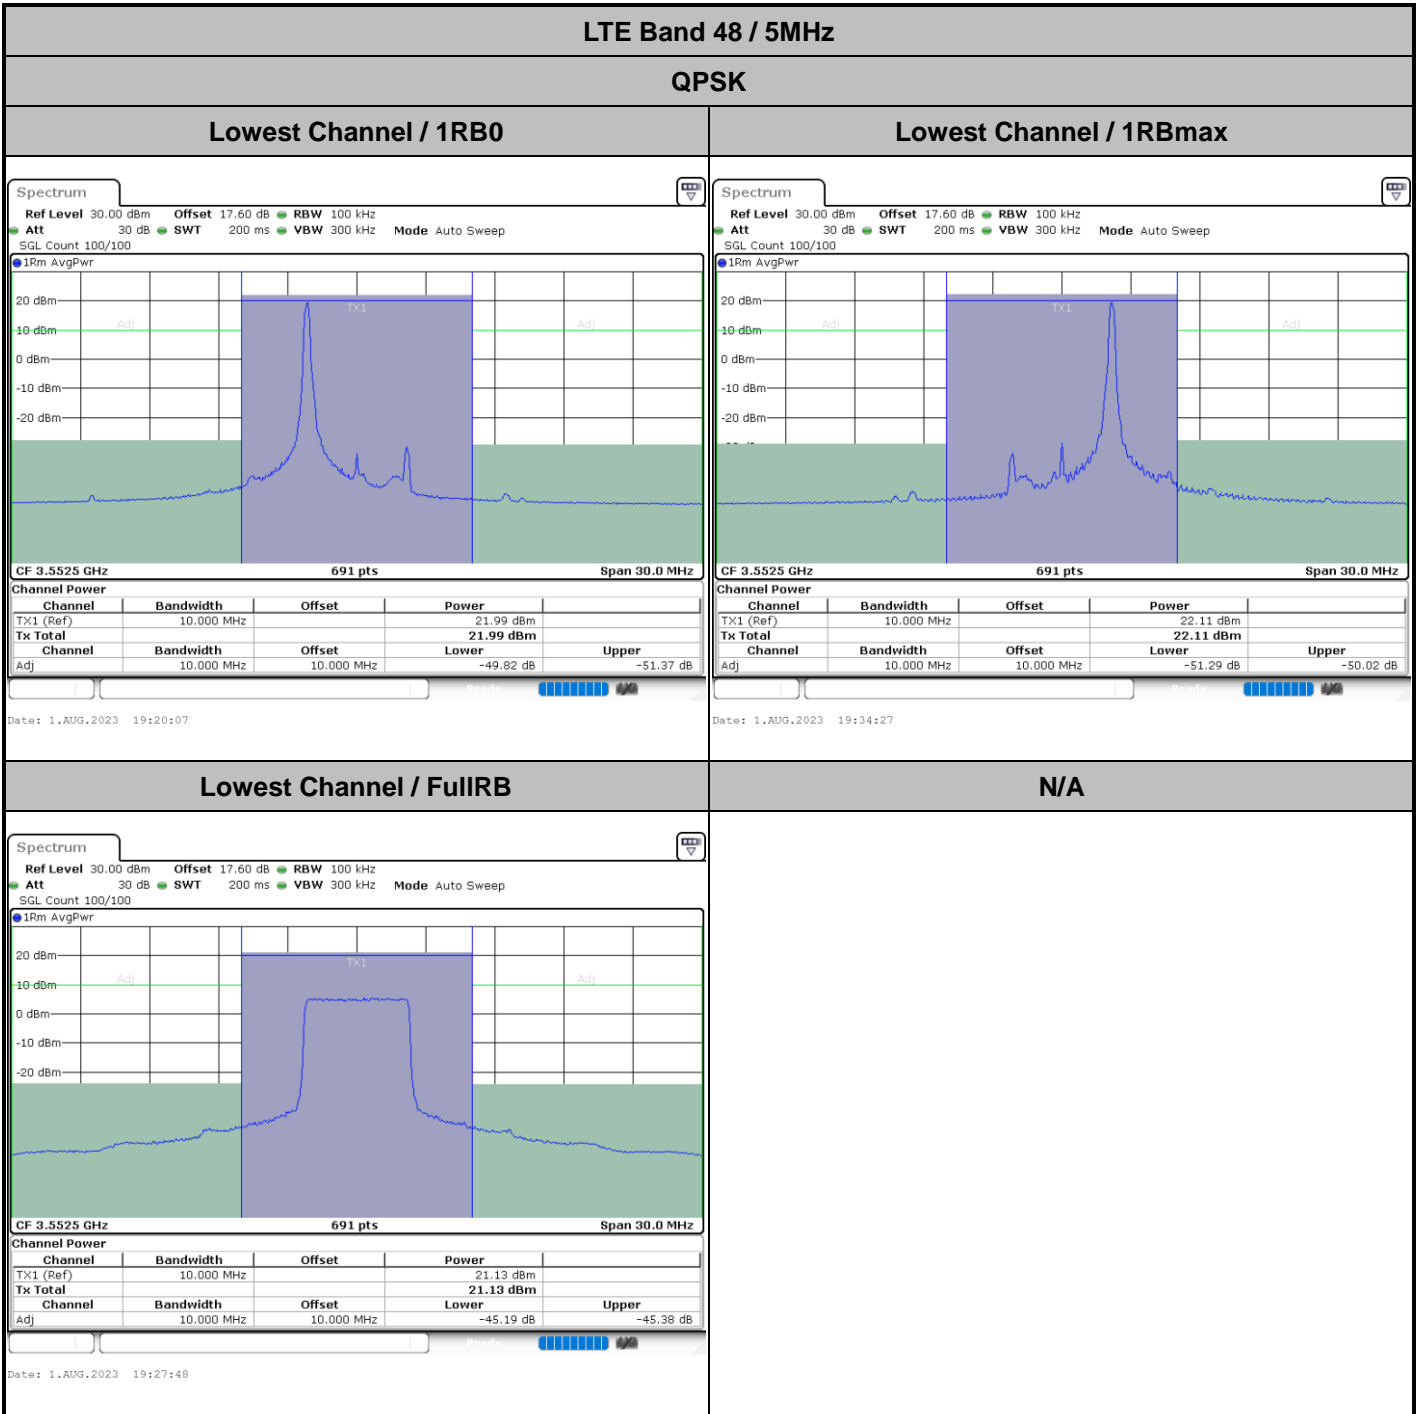 LTE Band 48 / 5MHz
QPSK
Lowest Channel / 1RB0
Lowest Channel / 1RBmax
Spectrum
Ref Level 30.00 dBm Offset 17.60 dB RBW 100 kHz
Att 30 dB SWT 200 ms VBW 300 kHz Mode Auto Sweep
SGL Count 100/100
1Rm AvgPwr
20 dBm
10 dBm
0 dBm
-10 dBm
-20 dBm
Adj
TX1
Adj
CF 3.5525 GHz 691 pts Span 30.0 MHz
Channel Power
Channel Bandwidth Offset Power
TX1 (Ref) 10.000 MHz 21.99 dBm
Tx Total 21.99 dBm
Channel Bandwidth Offset Lower Upper
Adj 10.000 MHz 10.000 MHz -49.82 dB -51.37 dB
Ready
Date: 1.AUG.2023 19:20:07
Spectrum
Ref Level 30.00 dBm Offset 17.60 dB RBW 100 kHz
Att 30 dB SWT 200 ms VBW 300 kHz Mode Auto Sweep
SGL Count 100/100
1Rm AvgPwr
20 dBm
10 dBm
0 dBm
-10 dBm
-20 dBm
Adj
TX1
Adj
CF 3.5525 GHz 691 pts Span 30.0 MHz
Channel Power
Channel Bandwidth Offset Power
TX1 (Ref) 10.000 MHz 22.11 dBm
Tx Total 22.11 dBm
Channel Bandwidth Offset Lower Upper
Adj 10.000 MHz 10.000 MHz -51.29 dB -50.02 dB
Ready
Date: 1.AUG.2023 19:34:27
Lowest Channel / FullRB
N/A
Spectrum
Ref Level 30.00 dBm Offset 17.60 dB RBW 100 kHz
Att 30 dB SWT 200 ms VBW 300 kHz Mode Auto Sweep
SGL Count 100/100
1Rm AvgPwr
20 dBm
10 dBm
0 dBm
-10 dBm
-20 dBm
Adj
TX1
Adj
CF 3.5525 GHz 691 pts Span 30.0 MHz
Channel Power
Channel Bandwidth Offset Power
TX1 (Ref) 10.000 MHz 21.13 dBm
Tx Total 21.13 dBm
Channel Bandwidth Offset Lower Upper
Adj 10.000 MHz 10.000 MHz -45.19 dB -45.38 dB
Ready
Date: 1.AUG.2023 19:27:48